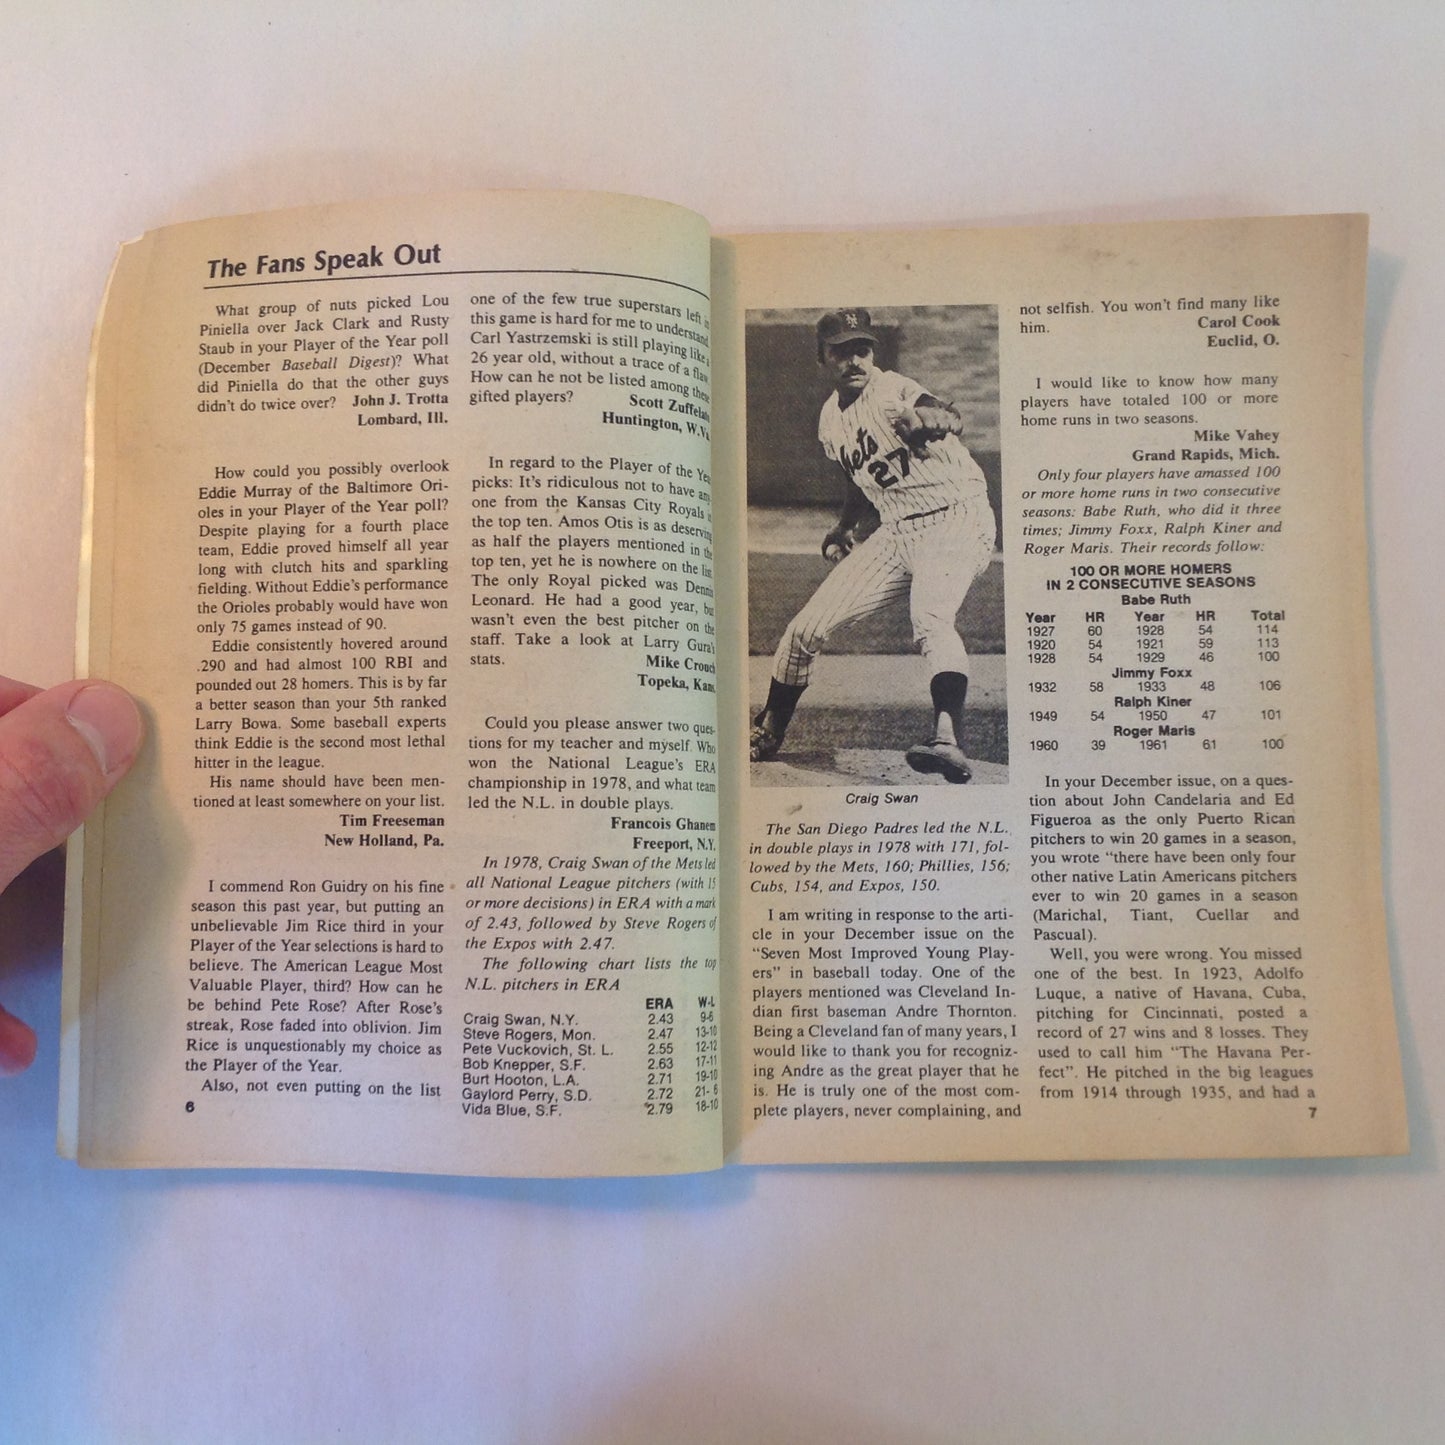 The Fans Speak Out
What group of nuts picked Lou
Piniella over Jack Clark and Rusty
Staub in your Player of the Year poll
(December Baseball Digest)? What
did Piniella do that the other guys
didn't do twice over? John J. Trotta
Lombard, Ill.
How could you possibly overlook
Eddie Murray of the Baltimore Ori-
oles in your Player of the Year poll?
Despite playing for a fourth place
team, Eddie proved himself all year
long with clutch hits and sparkling
fielding. Without Eddie's performance
the Orioles probably would have won
only 75 games instead of 90.
Eddie consistently hovered around
.290 and had almost 100 RBI and
pounded out 28 homers. This is by far
a better season than your 5th ranked
Larry Bowa. Some baseball experts
think Eddie is the second most lethal
hitter in the league.
His name should have been men-
tioned at least somewhere on your list.
Tim Freeseman
New Holland, Pa.
I commend Ron Guidry on his fine
season this past year, but putting an
unbelievable Jim Rice third in your
Player of the Year selections is hard to
believe. The American League Most
Valuable Player, third? How can he
be behind Pete Rose? After Rose's
streak, Rose faded into oblivion. Jim
Rice is unquestionably my choice as
the Player of the Year.
Also, not even putting on the list
6
one of the few true superstars left in
this game is hard for me to understand
Carl Yastrzemski is still playing like a
26 year old, without a trace of a flaw
How can he not be listed among these
gifted players? Scott Zuffelato
Huntington, W.Va.
In regard to the Player of the Year
picks: It's ridiculous not to have any
one from the Kansas City Royals in
the top ten. Amos Otis is as deserving
as half the players mentioned in the
top ten, yet he is nowhere on the list.
The only Royal picked was Dennis
Leonard. He had a good year, but
wasn't even the best pitcher on the
staff. Take a look at Larry Gura's
stats. Mike Crouch
Topeka, Kans.
Could you please answer two ques-
tions for my teacher and myself. Who
won the National League's ERA
championship in 1978, and what team
led the N.L. in double plays.
Francois Ghanem
Freeport, N.Y.
In 1978, Craig Swan of the Mets led
all National League pitchers (with 15
or more decisions) in ERA with a mark
of 2.43, followed by Steve Rogers of
the Expos with 2.47.
The following chart lists the top
N.L. pitchers in ERA
ERA W-L
Craig Swan, N.Y. 2.43 9-6
Steve Rogers, Mon. 2.47 13-10
Pete Vuckovich, St. L. 2.55 12-12
Bob Knepper, S.F. 2.63 17-11
Burt Hooton, L.A. 2.71 19-10
Gaylord Perry, S.D. 2.72 21- 6
Vida Blue, S.F. 2.79 18-10
Mets
27
Craig Swan
The San Diego Padres led the N.L.
in double plays in 1978 with 171, fol-
lowed by the Mets, 160; Phillies, 156;
Cubs, 154, and Expos, 150.
I am writing in response to the arti-
cle in your December issue on the
"Seven Most Improved Young Play-
ers" in baseball today. One of the
players mentioned was Cleveland In-
dian first baseman Andre Thornton.
Being a Cleveland fan of many years, I
would like to thank you for recogniz-
ing Andre as the great player that he
is. He is truly one of the most com-
plete players, never complaining, and
not selfish. You won't find many like
him. Carol Cook
Euclid, O.
I would like to know how many
players have totaled 100 or more
home runs in two seasons.
Mike Vahey
Grand Rapids, Mich.
Only four players have amassed 100
or more home runs in two consecutive
seasons: Babe Ruth, who did it three
times; Jimmy Foxx, Ralph Kiner and
Roger Maris. Their records follow:
100 OR MORE HOMERS
IN 2 CONSECUTIVE SEASONS
Babe Ruth
Year HR Year HR Total
1927 60 1928 54 114
1920 54 1921 59 113
1928 54 1929 46 100
Jimmy Foxx
1932 58 1933 48 106
Ralph Kiner
1949 54 1950 47 101
Roger Maris
1960 39 1961 61 100
In your December issue, on a ques-
tion about John Candelaria and Ed
Figueroa as the only Puerto Rican
pitchers to win 20 games in a season,
you wrote "there have been only four
other native Latin Americans pitchers
ever to win 20 games in a season
(Marichal, Tiant, Cuellar and
Pascual).
Well, you were wrong. You missed
one of the best. In 1923, Adolfo
Luque, a native of Havana, Cuba,
pitching for Cincinnati, posted a
record of 27 wins and 8 losses. They
used to call him "The Havana Per-
fect". He pitched in the big leagues
from 1914 through 1935, and had a
7